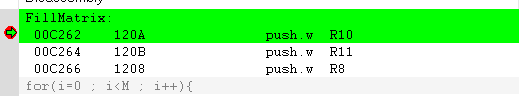 FillMatrix:
00C262 120A push.w R10
00C264 120B push.w R11
00C266 1208 push.w R8
for(i=0 ; i<M ; i++){